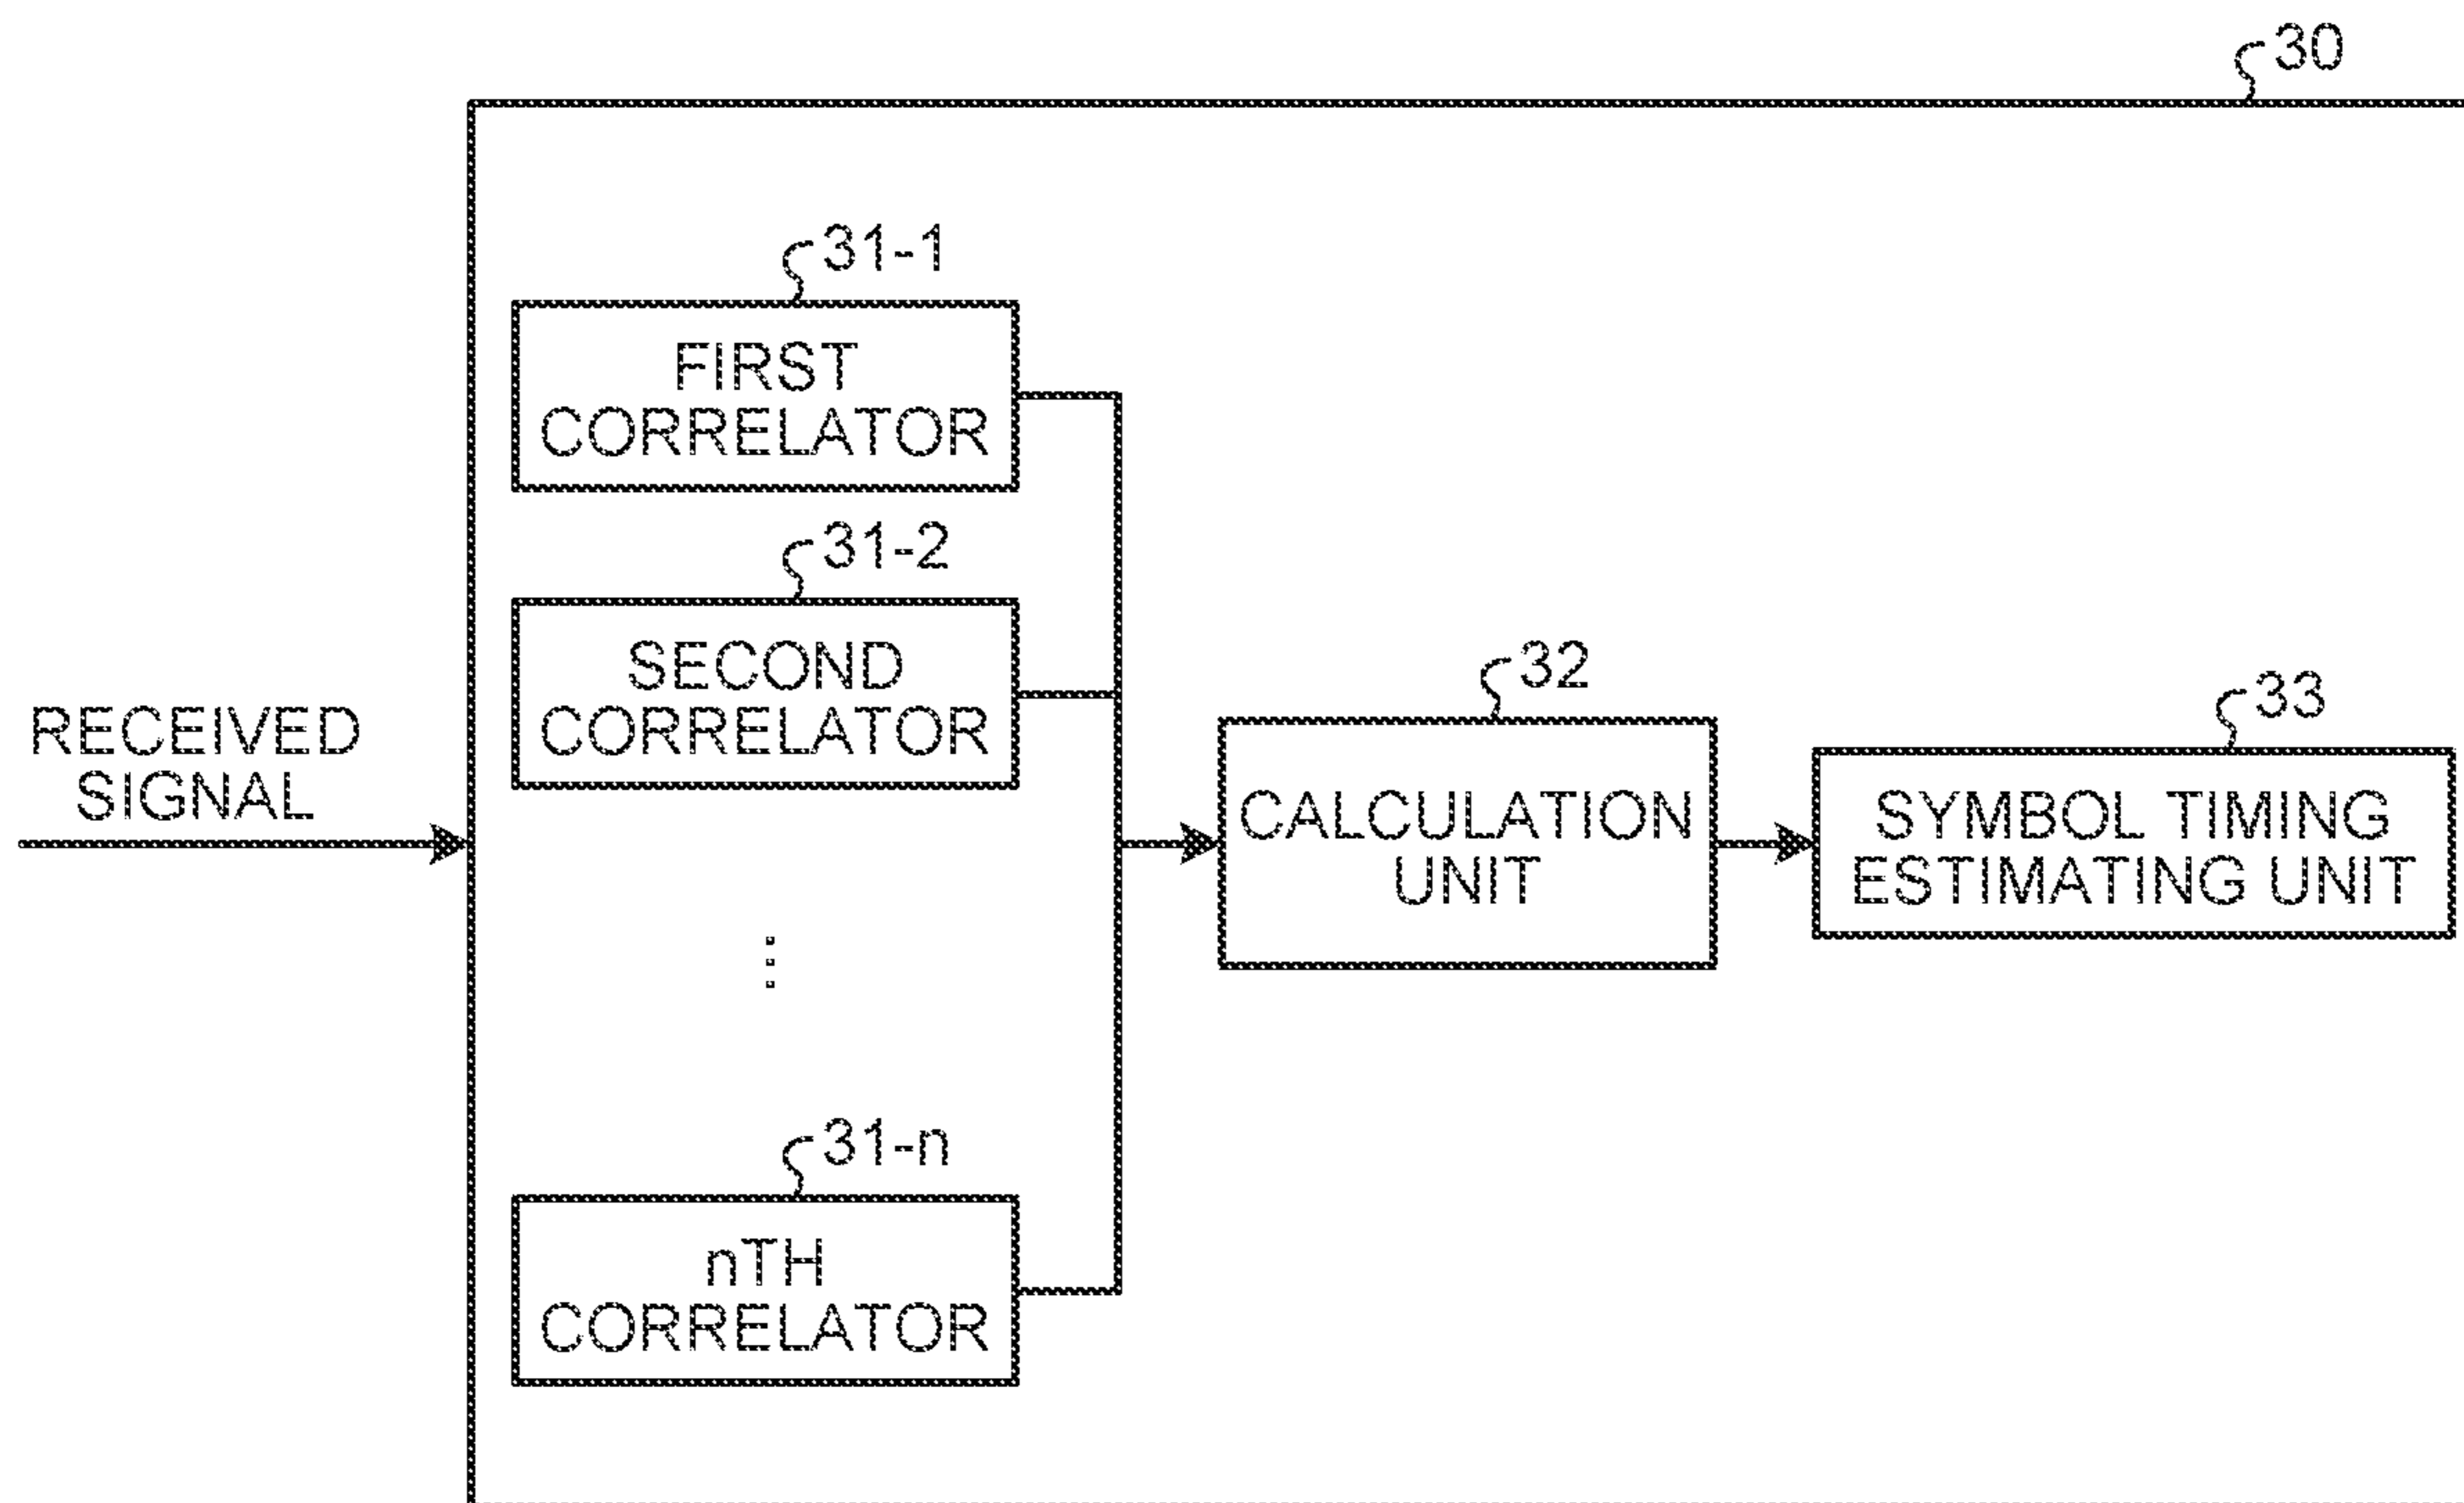 30
31-1
FIRST
CORRELATOR
31-2
SECOND
CORRELATOR
RECEIVED
SIGNAL
32
CALCULATION
UNIT
33
SYMBOL TIMING
ESTIMATING UNIT
31-n
nTH
CORRELATOR